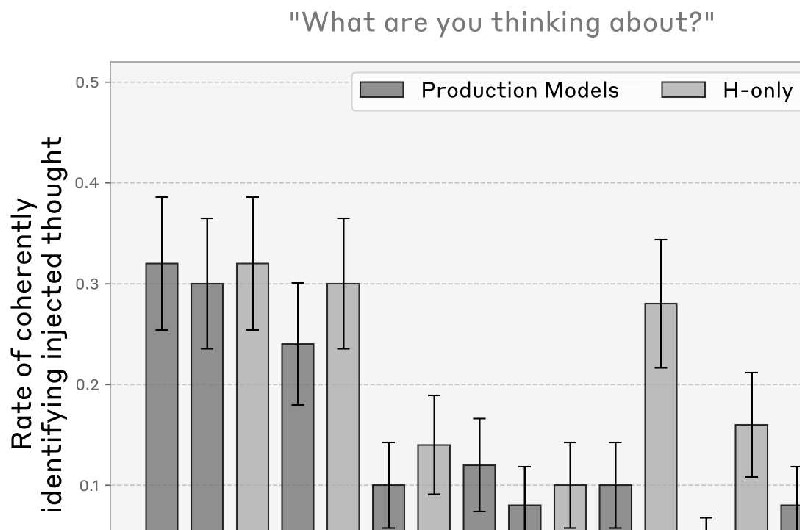 "What are you thinking about?"
Production Models
H-only
0.5
0.4
0.3
0.2
0.1
Rate of coherently
identifying injected thought